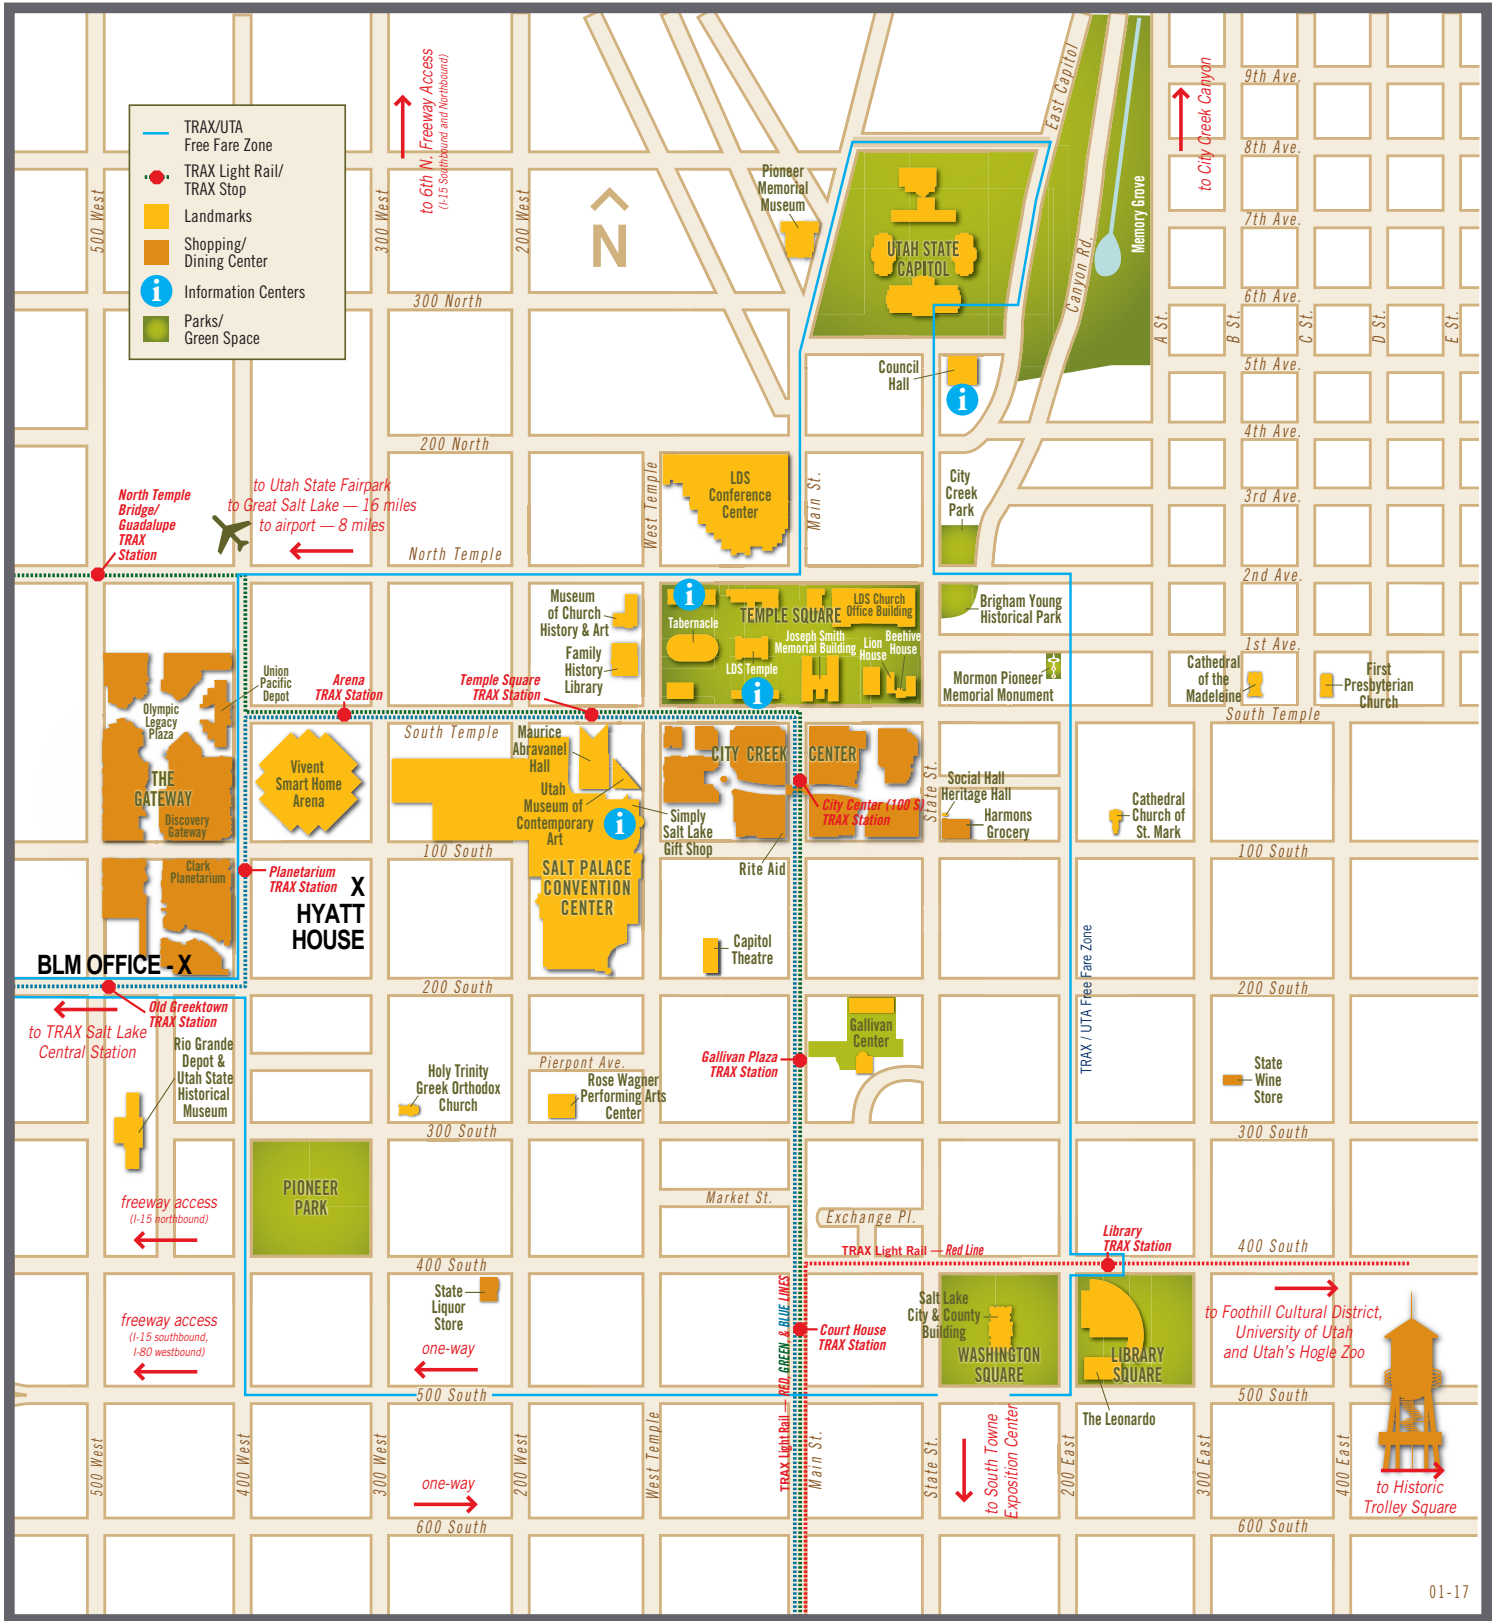 TRAX/UTA
Free Fare Zone
TRAX Light Rail/
TRAX Stop
Landmarks
Shopping/
Dining Center
i
Information Centers
Parks/
Green Space
to 6th N. Freeway Access
(I-15 Southbound and Northbound)
500 West
300 West
200 West
N
Pioneer
Memorial
Museum
UTAH STATE
CAPITOL
East Capitol
Canyon Rd.
Memory Grove
to City Creek Canyon
9th Ave.
8th Ave.
7th Ave.
6th Ave.
5th Ave.
4th Ave.
3rd Ave.
2nd Ave.
1st Ave.
A St.
B St.
C St.
D St.
E St.
300 North
Council
Hall
i
200 North
North Temple
Bridge/
Guadalupe
TRAX
Station
to Utah State Fairpark
to Great Salt Lake — 16 miles
to airport — 8 miles
North Temple
West Temple
LDS
Conference
Center
Main St.
City
Creek
Park
Brigham Young
Historical Park
Museum
of Church
History & Art
Family
History
Library
i
TEMPLE SQUARE
LDS Church
Office Building
Tabernacle
LDS Temple
Joseph Smith
Memorial Building
Lion
House
Beehive
House
i
Mormon Pioneer
Memorial Monument
Cathedral
of the
Madeleine
First
Presbyterian
Church
South Temple
Union
Pacific
Depot
Arena
TRAX Station
Temple Square
TRAX Station
Olympic
Legacy
Plaza
THE
GATEWAY
Discovery
Gateway
Clark
Planetarium
Vivent
Smart Home
Arena
South Temple
Maurice
Abravanel
Hall
Utah
Museum of
Contemporary
Art
i
Simply
Salt Lake
Gift Shop
SALT PALACE
CONVENTION
CENTER
CITY CREEK
CENTER
City Center (100 S)
TRAX Station
Rite Aid
State St.
Social Hall
Heritage Hall
Harmons
Grocery
Cathedral
Church of
St. Mark
100 South
100 South
Planetarium
TRAX Station
X
HYATT
HOUSE
BLM OFFICE - X
Capitol
Theatre
Old Greektown
TRAX Station
to TRAX Salt Lake
Central Station
200 South
200 South
TRAX / UTA Free Fare Zone
Rio Grande
Depot &
Utah State
Historical
Museum
Gallivan
Center
Gallivan Plaza
TRAX Station
Pierpont Ave.
Holy Trinity
Greek Orthodox
Church
Rose Wagner
Performing Arts
Center
State
Wine
Store
300 South
300 South
PIONEER
PARK
freeway access
(I-15 northbound)
Market St.
Exchange Pl.
TRAX Light Rail — Red Line
Library
TRAX Station
400 South
400 South
State
Liquor
Store
freeway access
(I-15 southbound,
I-80 westbound)
one-way
TRAX Light Rail — RED, GREEN, & BLUE LINES
Court House
TRAX Station
Salt Lake
City & County
Building
WASHINGTON
SQUARE
LIBRARY
SQUARE
The Leonardo
to Foothill Cultural District,
University of Utah
and Utah's Hogle Zoo
500 South
500 South
500 West
400 West
300 West
200 West
West Temple
Main St.
State St.
to South Towne
Exposition Center
200 East
300 East
400 East
one-way
to Historic
Trolley Square
600 South
600 South
01-17